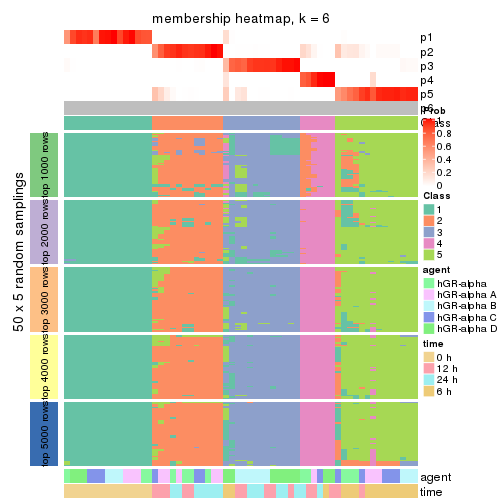 membership heatmap, k = 6
p1
p2
p3
p4
p5
p6
Prob
1
0.8
0.6
0.4
0.2
0
Class
Class
1
2
3
4
5
agent
hGR-alpha
hGR-alpha A
hGR-alpha B
hGR-alpha C
hGR-alpha D
time
0 h
12 h
24 h
6 h
50 x 5 random samplings
top 1000 rows
top 2000 rows
top 3000 rows
top 4000 rows
top 5000 rows
agent
time